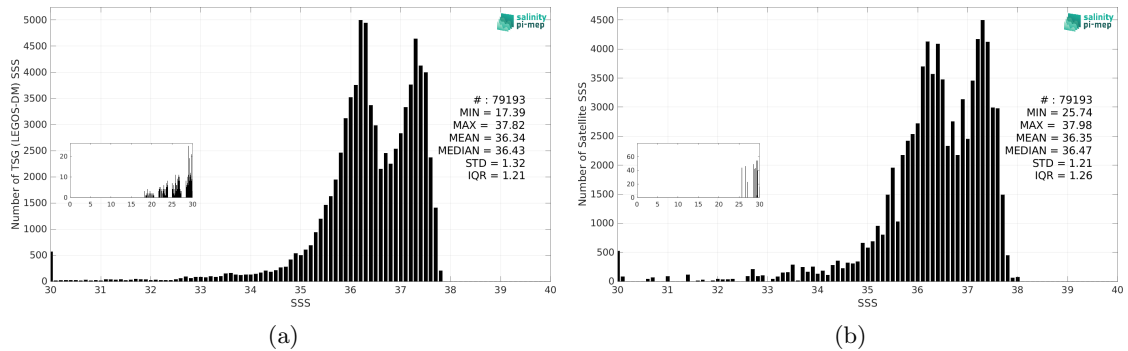 5000
4500
4000
3500
3000
2500
2000
1500
1000
500
0
Number of TSG (LEGOS-DM) SSS
salinity
pi-mep
# : 79193
MIN = 17.39
MAX = 37.82
MEAN = 36.34
MEDIAN = 36.43
STD = 1.32
IQR = 1.21
20
10
0
0 5 10 15 20 25 30
30 31 32 33 34 35 36 37 38 39 40
SSS
(a)
4500
4000
3500
3000
2500
2000
1500
1000
500
0
Number of Satellite SSS
salinity
pi-mep
# : 79193
MIN = 25.74
MAX = 37.98
MEAN = 36.35
MEDIAN = 36.47
STD = 1.21
IQR = 1.26
60
40
20
0
0 5 10 15 20 25 30
30 31 32 33 34 35 36 37 38 39 40
SSS
(b)